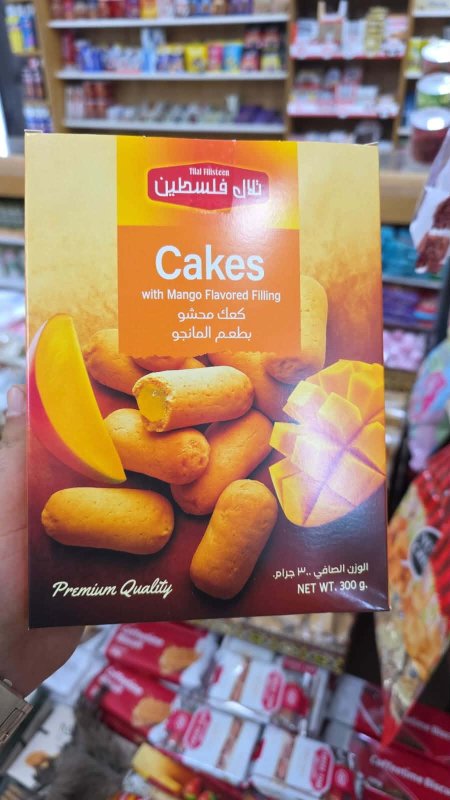 Tilal Filisteen
تلال فلسطين
Cakes
with Mango Flavored Filling
كعك محشو
بطعم المانجو
الوزن الصافي ٣٠٠ جرام.
NET WT. 300 g.
Premium Quality